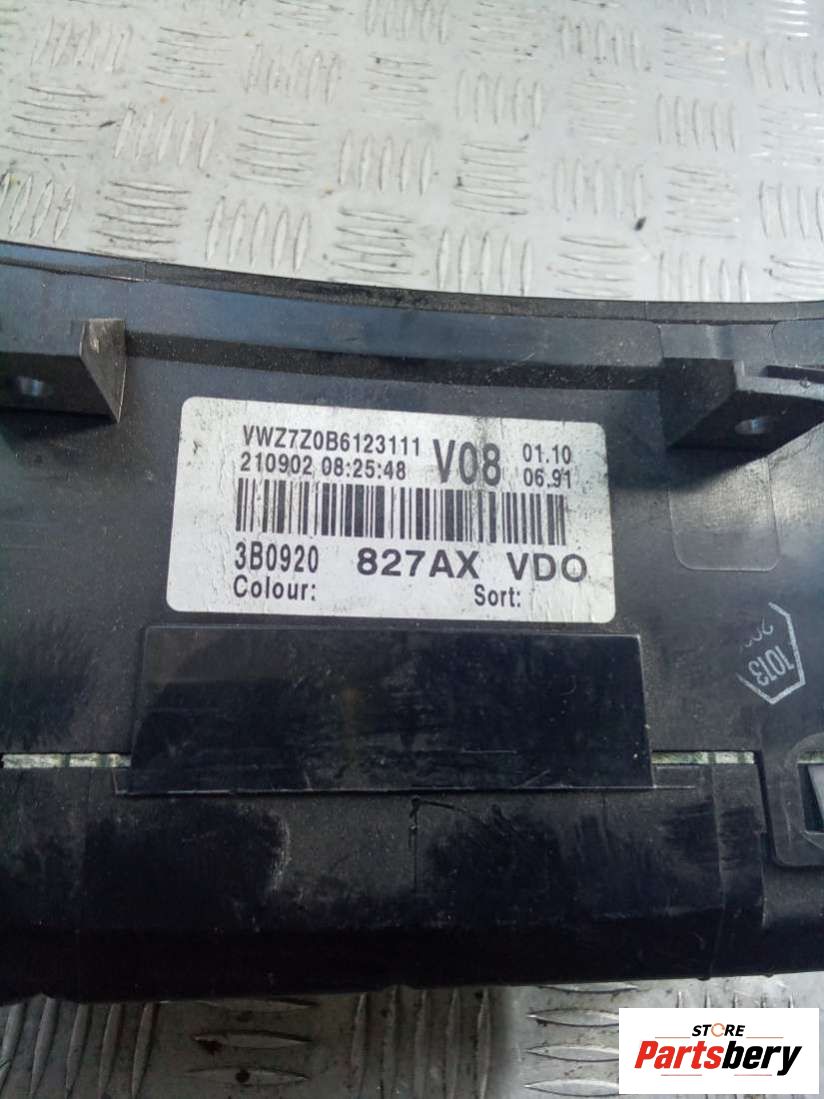 VWZ7Z0B6123111 V08 01.10
210902 08:25:48 06.91
3B0920 827AX VDO
Colour: Sort:
1013
STORE
Partsbery